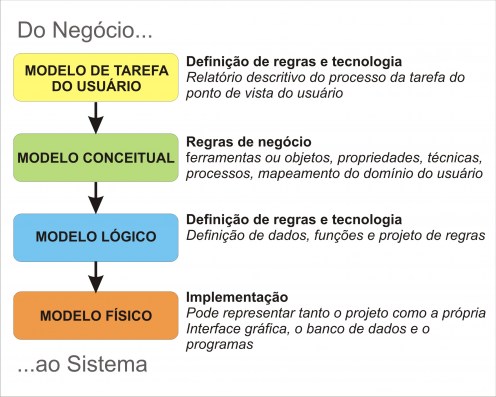 Do Negócio...
MODELO DE TAREFA
DO USUÁRIO
Definição de regras e tecnologia
Relatório descritivo do processo da tarefa do
ponto de vista do usuário
MODELO CONCEITUAL
Regras de negócio
ferramentas ou objetos, propriedades, técnicas,
processos, mapeamento do domínio do usuário
MODELO LÓGICO
Definição de regras e tecnologia
Definição de dados, funções e projeto de regras
MODELO FÍSICO
Implementação
Pode representar tanto o projeto como a própria
Interface gráfica, o banco de dados e o
programas
...ao Sistema